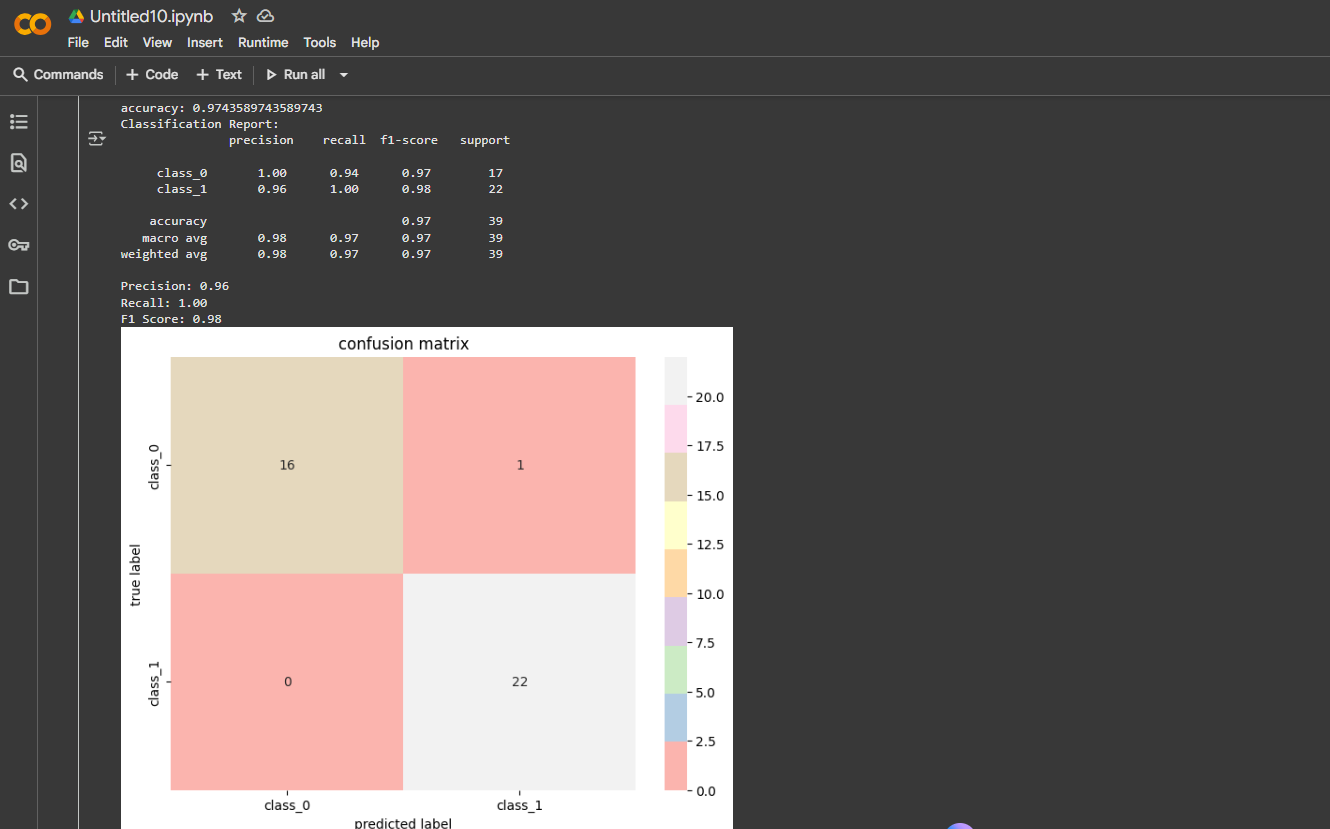 Untitled10.ipynb
File Edit View Insert Runtime Tools Help
Commands + Code + Text Run all
accuracy: 0.9743589743589743
Classification Report:
precision recall f1-score support
class_0 1.00 0.94 0.97 17
class_1 0.96 1.00 0.98 22
accuracy 0.97 39
macro avg 0.98 0.97 0.97 39
weighted avg 0.98 0.97 0.97 39
Precision: 0.96
Recall: 1.00
F1 Score: 0.98
confusion matrix
true label
class_0
class_1
16 1
0 22
class_0 class_1
predicted label
20.0
17.5
15.0
12.5
10.0
7.5
5.0
2.5
0.0